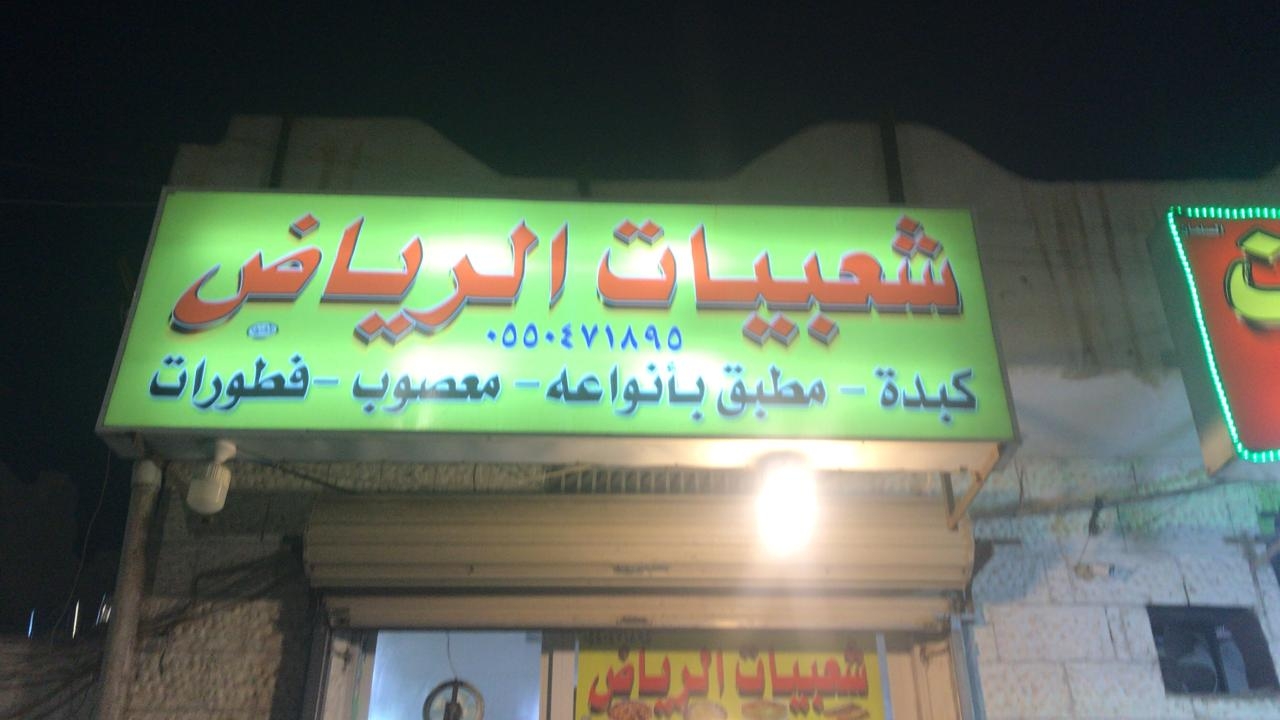 شعبيات الرياض
٠٥٥٠٤٧١٨٩٥
كبدة - مطبق بأنواعه - معصوب - فطورات
شعبيات الرياض